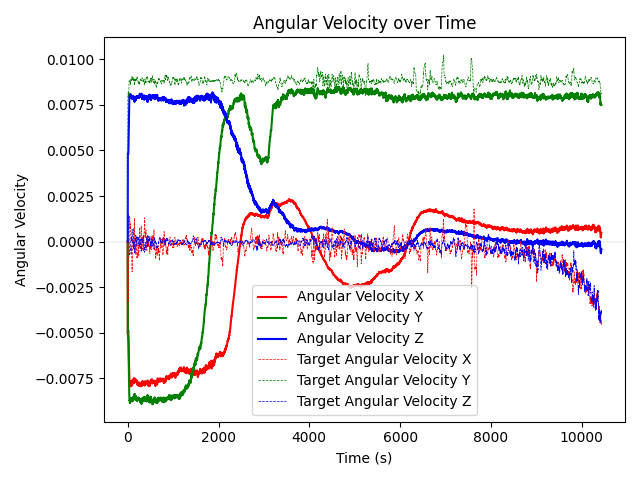 Angular Velocity over Time
Angular Velocity
0.0100
0.0075
0.0050
0.0025
0.0000
−0.0025
−0.0050
−0.0075
Angular Velocity X
Angular Velocity Y
Angular Velocity Z
Target Angular Velocity X
Target Angular Velocity Y
Target Angular Velocity Z
0 2000 4000 6000 8000 10000
Time (s)